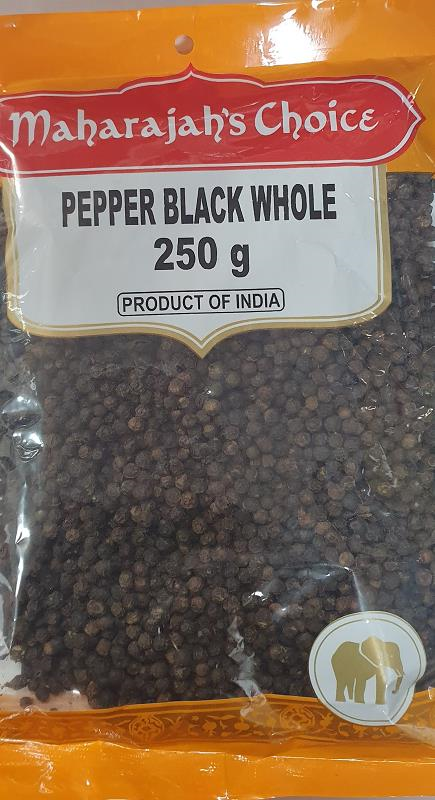 Maharajah's Choice
PEPPER BLACK WHOLE
250 g
PRODUCT OF INDIA